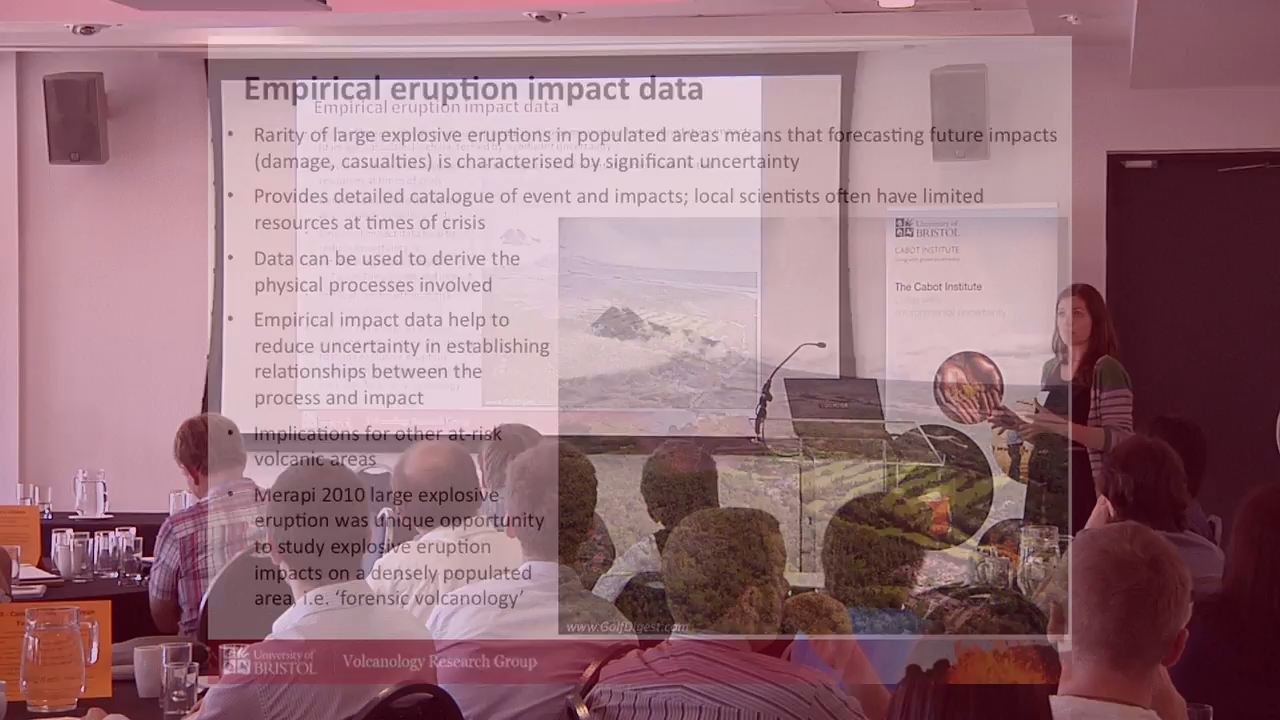 Empirical eruption impact data
Empirical eruption impact data
• Rarity of large explosive eruptions in populated areas means that forecasting future impacts
(damage, casualties) is characterised by significant uncertainty
• Provides detailed catalogue of event and impacts; local scientists often have limited
resources at times of crisis
• Data can be used to derive the
physical processes involved
• Empirical impact data help to
reduce uncertainty in establishing
relationships between the
process and impact
• Implications for other at-risk
volcanic areas
• Merapi 2010 large explosive
eruption was unique opportunity
to study explosive eruption
impacts on a densely populated
area, i.e. ‘forensic volcanology’
www.GolfDigest.com
University of
BRISTOL
Volcanology Research Group
University of
BRISTOL
CABOT INSTITUTE
The Cabot Institute